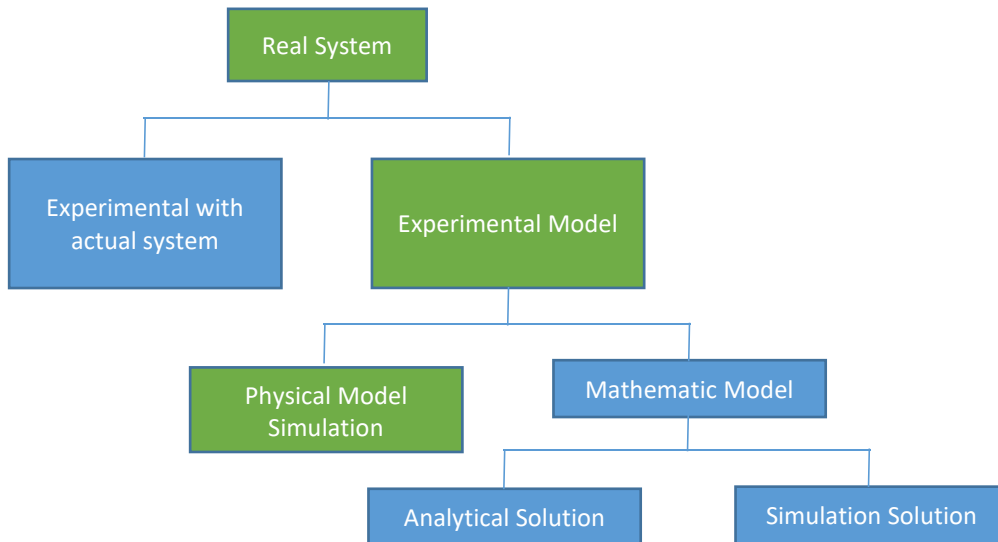 Real System
Experimental with
actual system
Experimental Model
Physical Model
Simulation
Mathematic Model
Analytical Solution
Simulation Solution